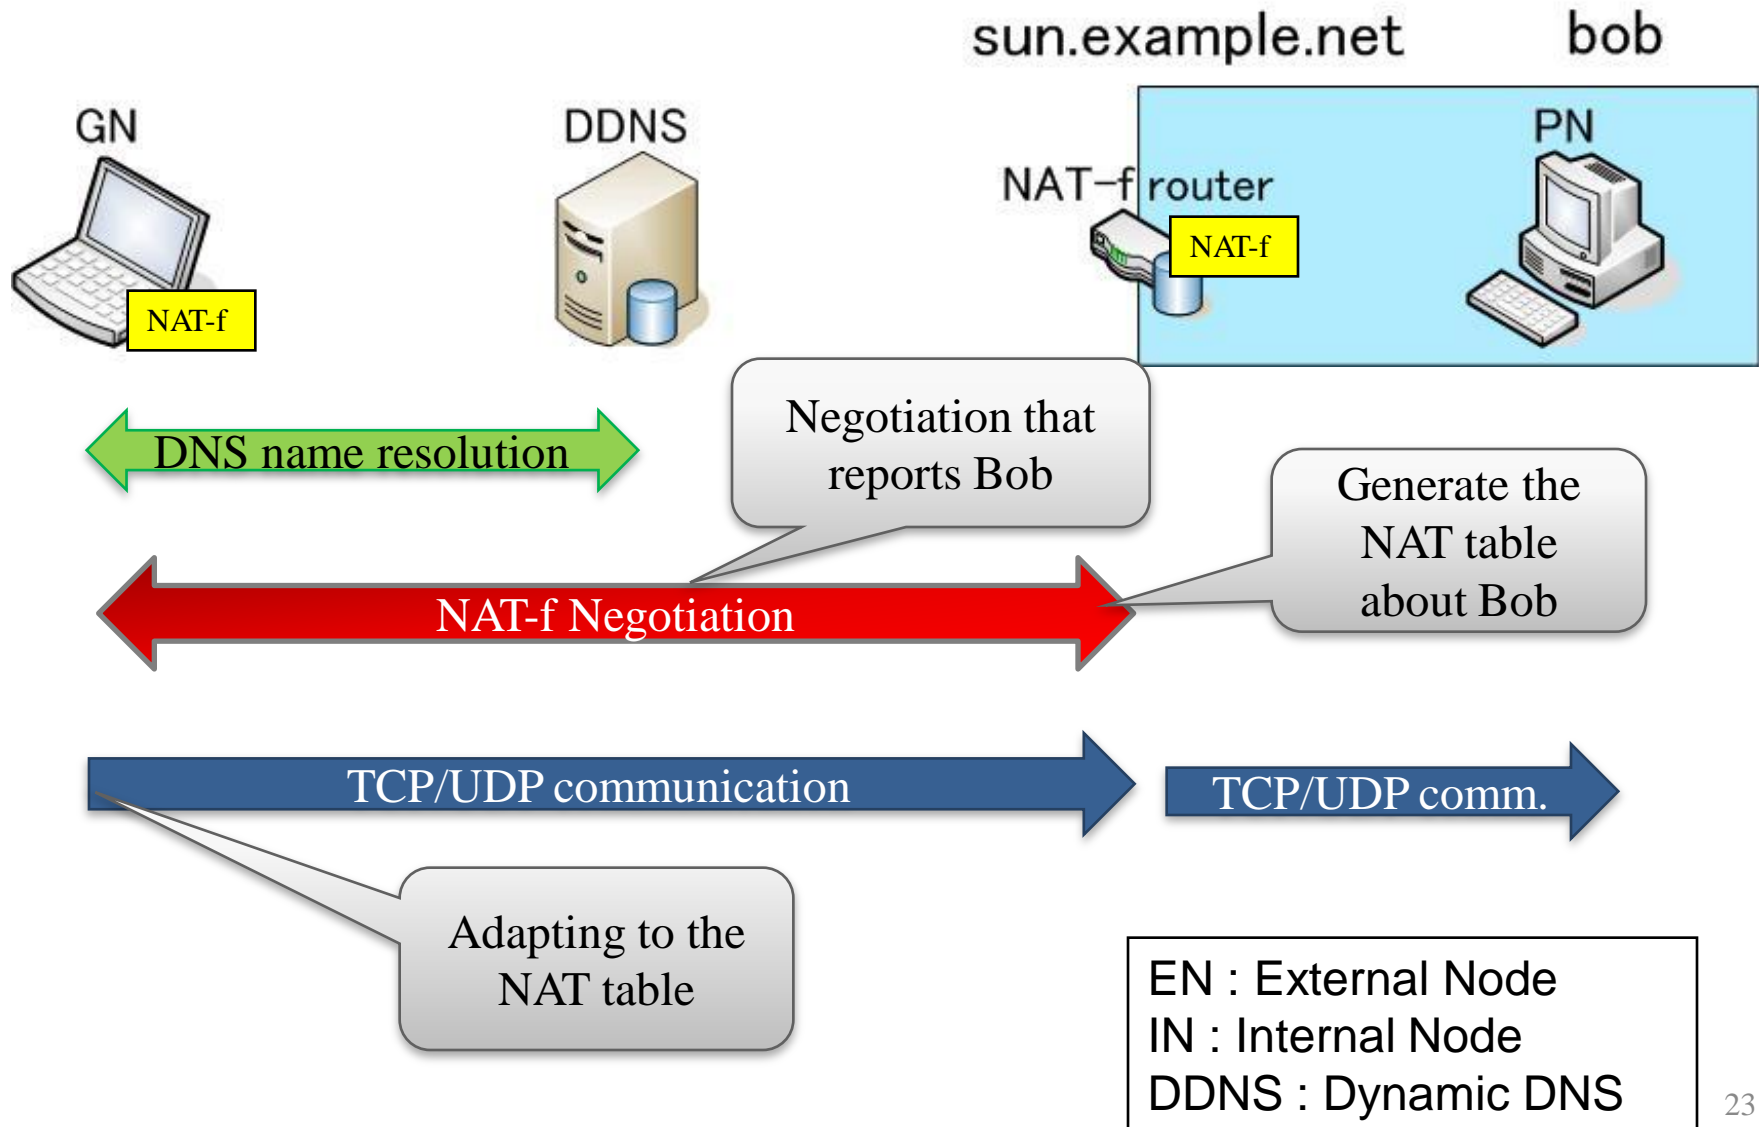 sun.example.net bob
GN
DDNS
PN
NAT-f router
NAT-f
NAT-f
DNS name resolution
Negotiation that
reports Bob
Generate the
NAT table
about Bob
NAT-f Negotiation
TCP/UDP communication
TCP/UDP comm.
Adapting to the
NAT table
EN : External Node
IN : Internal Node
DDNS : Dynamic DNS
23